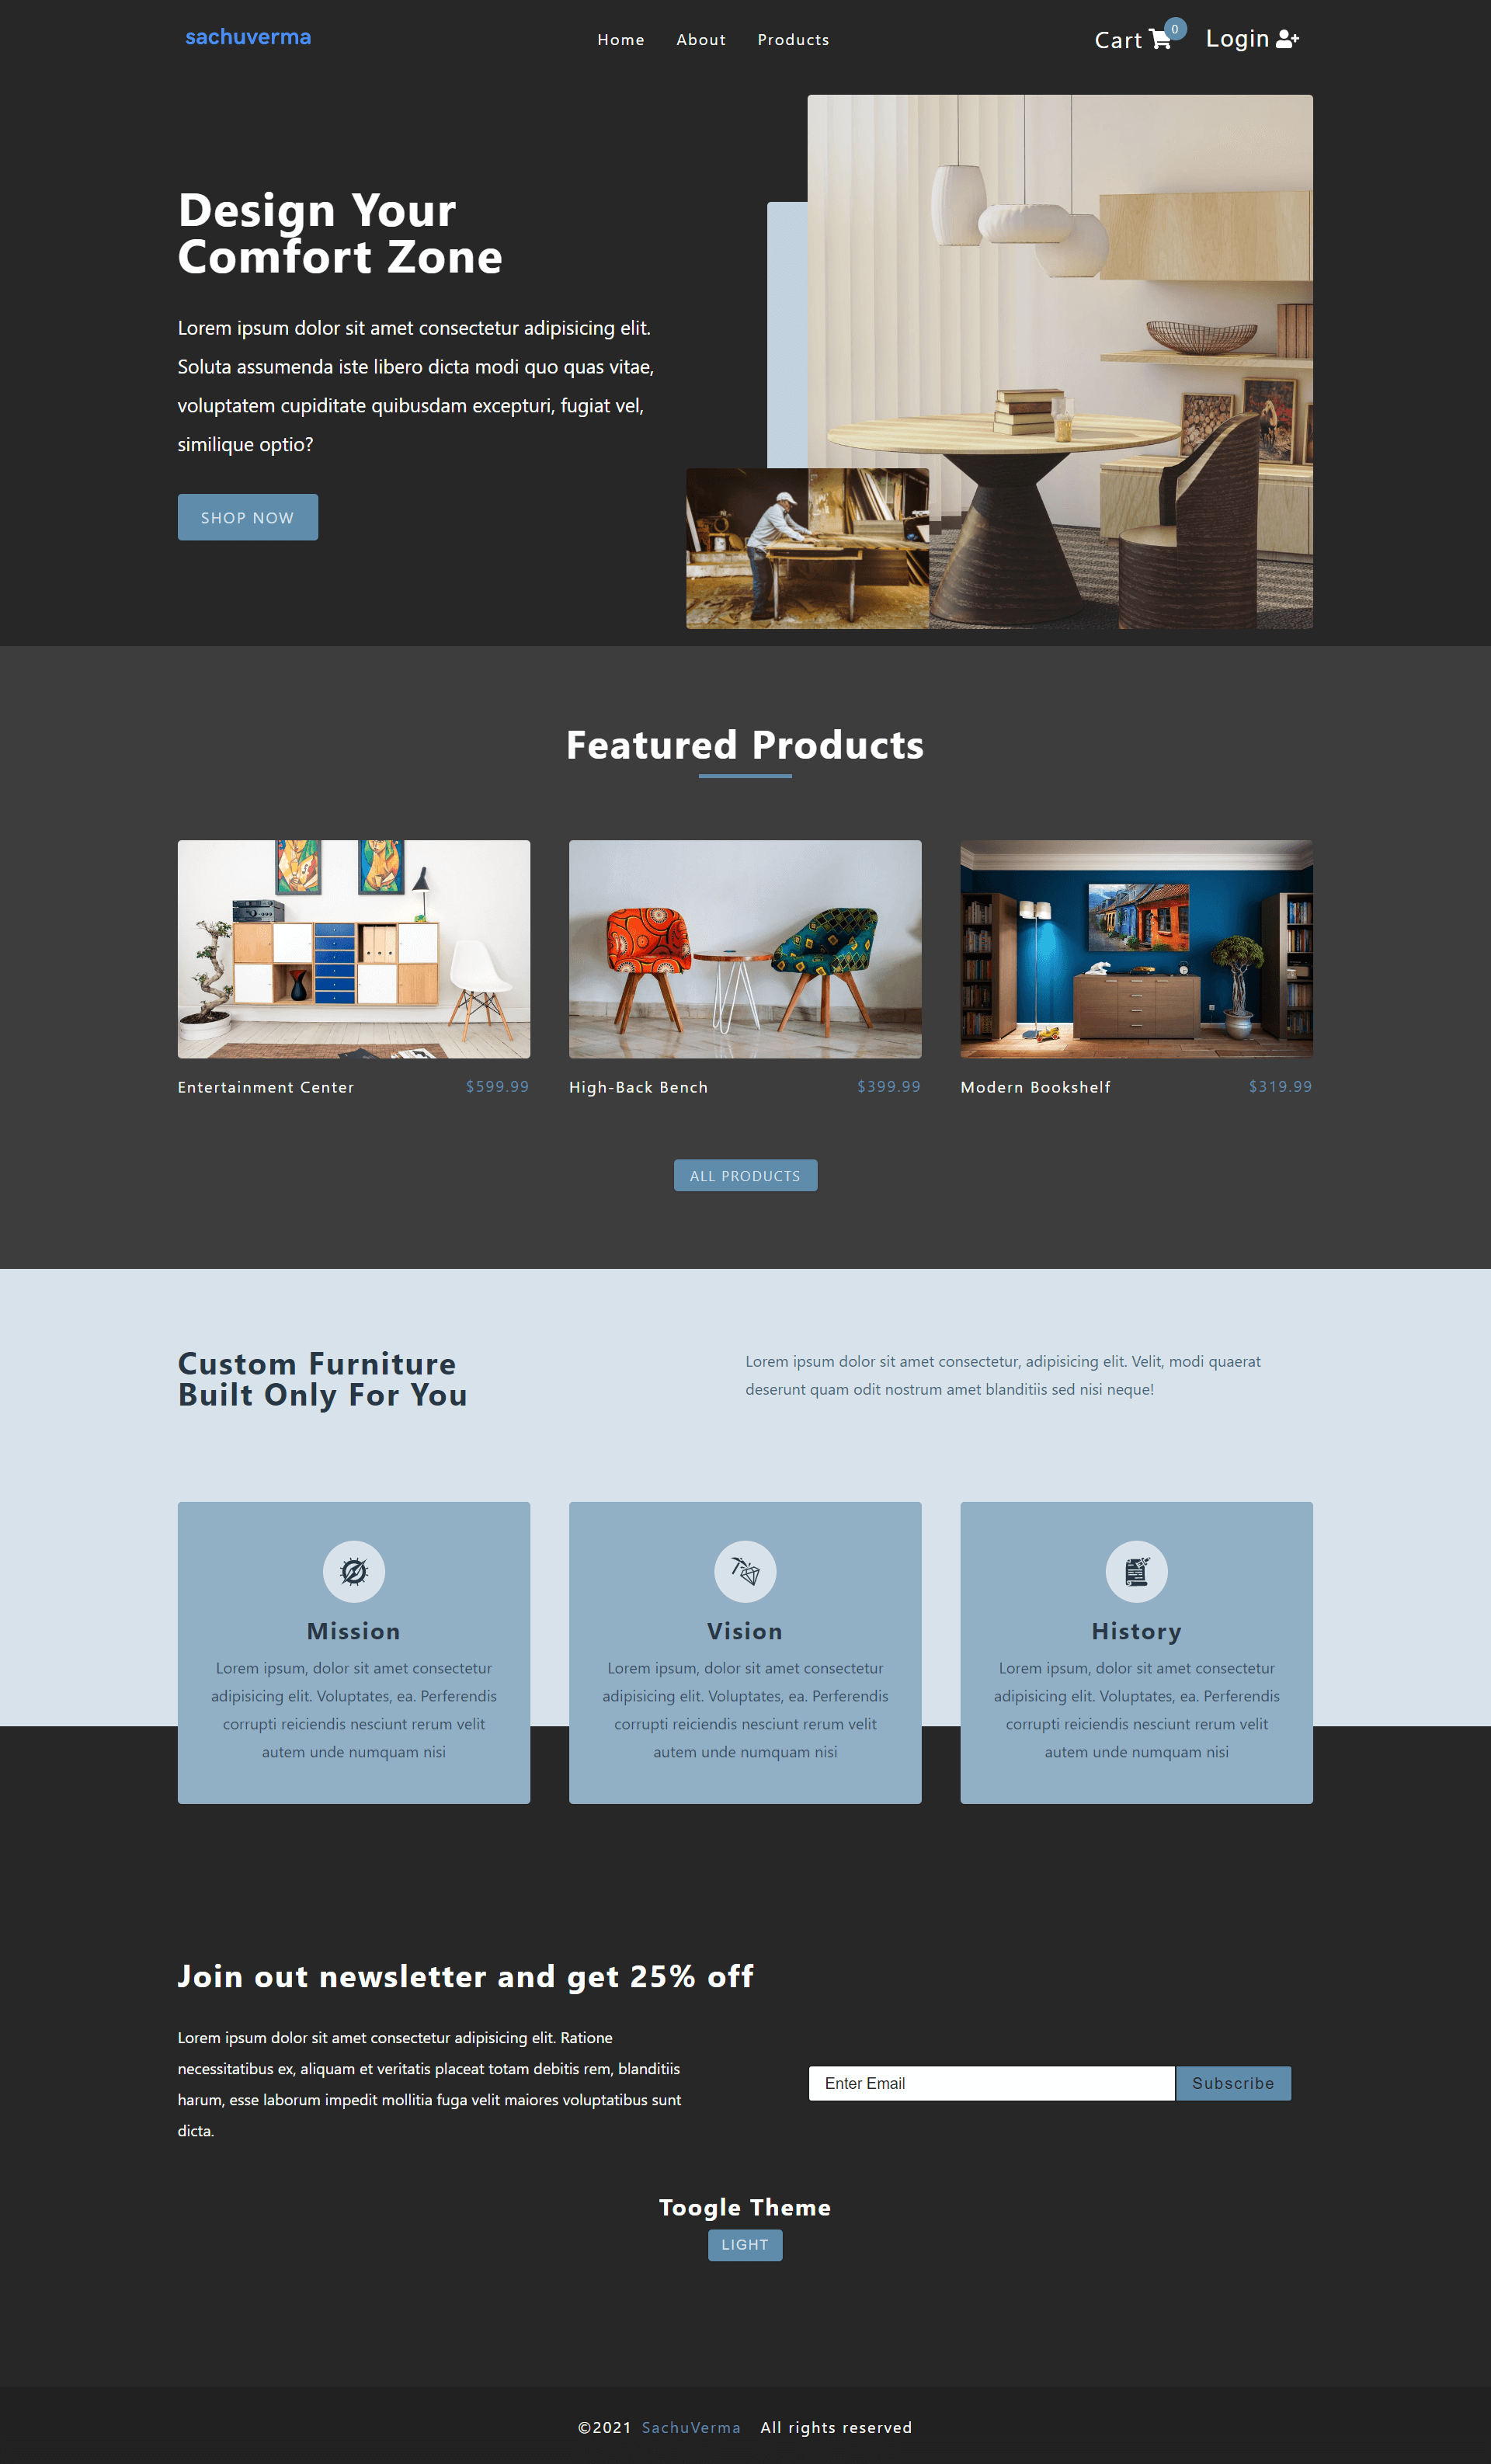 sachuverma
Home About Products
Cart 0 Login
Design Your
Comfort Zone
Lorem ipsum dolor sit amet consectetur adipisicing elit.
Soluta assumenda iste libero dicta modi quo quas vitae,
voluptatem cupiditate quibusdam excepturi, fugiat vel,
similique optio?
SHOP NOW
Featured Products
Entertainment Center $599.99
High-Back Bench $399.99
Modern Bookshelf $319.99
ALL PRODUCTS
Custom Furniture
Built Only For You
Lorem ipsum dolor sit amet consectetur, adipisicing elit. Velit, modi quaerat
deserunt quam odit nostrum amet blanditiis sed nisi neque!
Mission
Lorem ipsum, dolor sit amet consectetur
adipisicing elit. Voluptates, ea. Perferendis
corrupti reiciendis nesciunt rerum velit
autem unde numquam nisi
Vision
Lorem ipsum, dolor sit amet consectetur
adipisicing elit. Voluptates, ea. Perferendis
corrupti reiciendis nesciunt rerum velit
autem unde numquam nisi
History
Lorem ipsum, dolor sit amet consectetur
adipisicing elit. Voluptates, ea. Perferendis
corrupti reiciendis nesciunt rerum velit
autem unde numquam nisi
Join out newsletter and get 25% off
Lorem ipsum dolor sit amet consectetur adipisicing elit. Ratione
necessitatibus ex, aliquam et veritatis placeat totam debitis rem, blanditiis
harum, esse laborum impedit mollitia fuga velit maiores voluptatibus sunt
dicta.
Enter Email Subscribe
Toogle Theme
LIGHT
©2021 SachuVerma All rights reserved